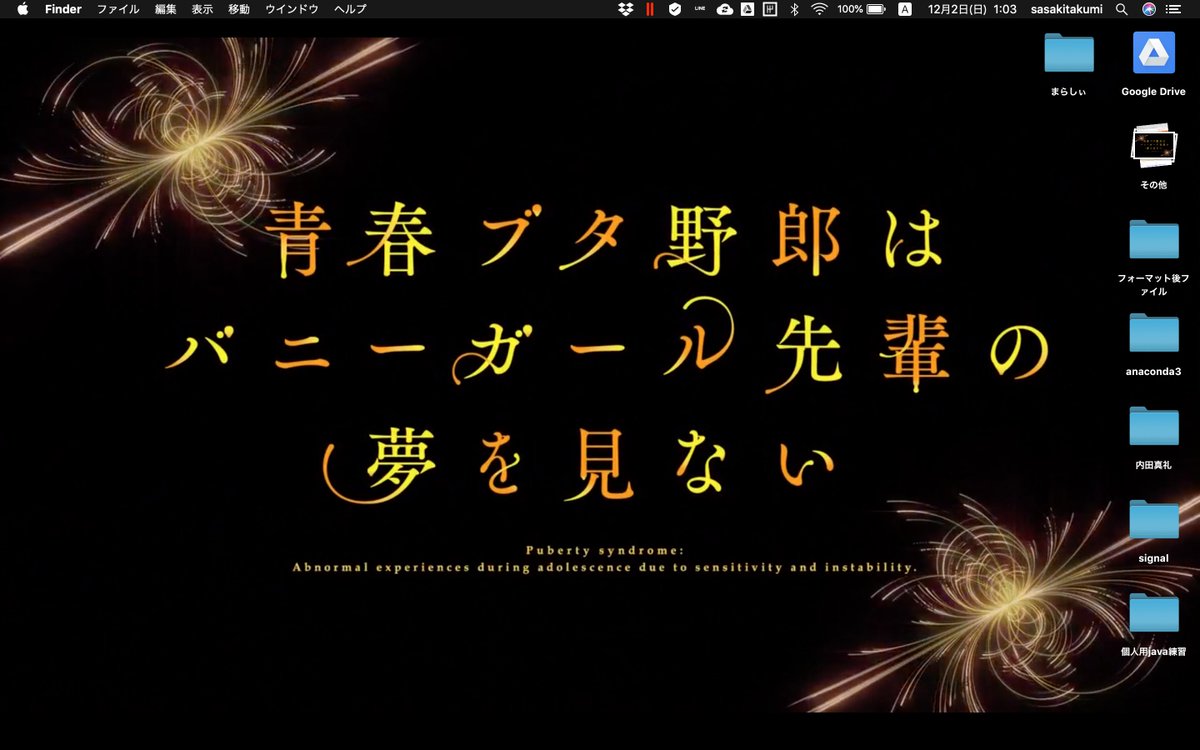 Finder ファイル 編集 表示 移動 ウインドウ ヘルプ LINE 100% A 12月2日(日) 1:03 sasakitakumi
まらしぃ
Google Drive
その他
フォーマット後フ
ァイル
anaconda3
内田真礼
signal
個人用java練習
青春ブタ野郎は
バニーガール先輩の
夢を見ない
Puberty syndrome:
Abnormal experiences during adolescence due to sensitivity and instability.